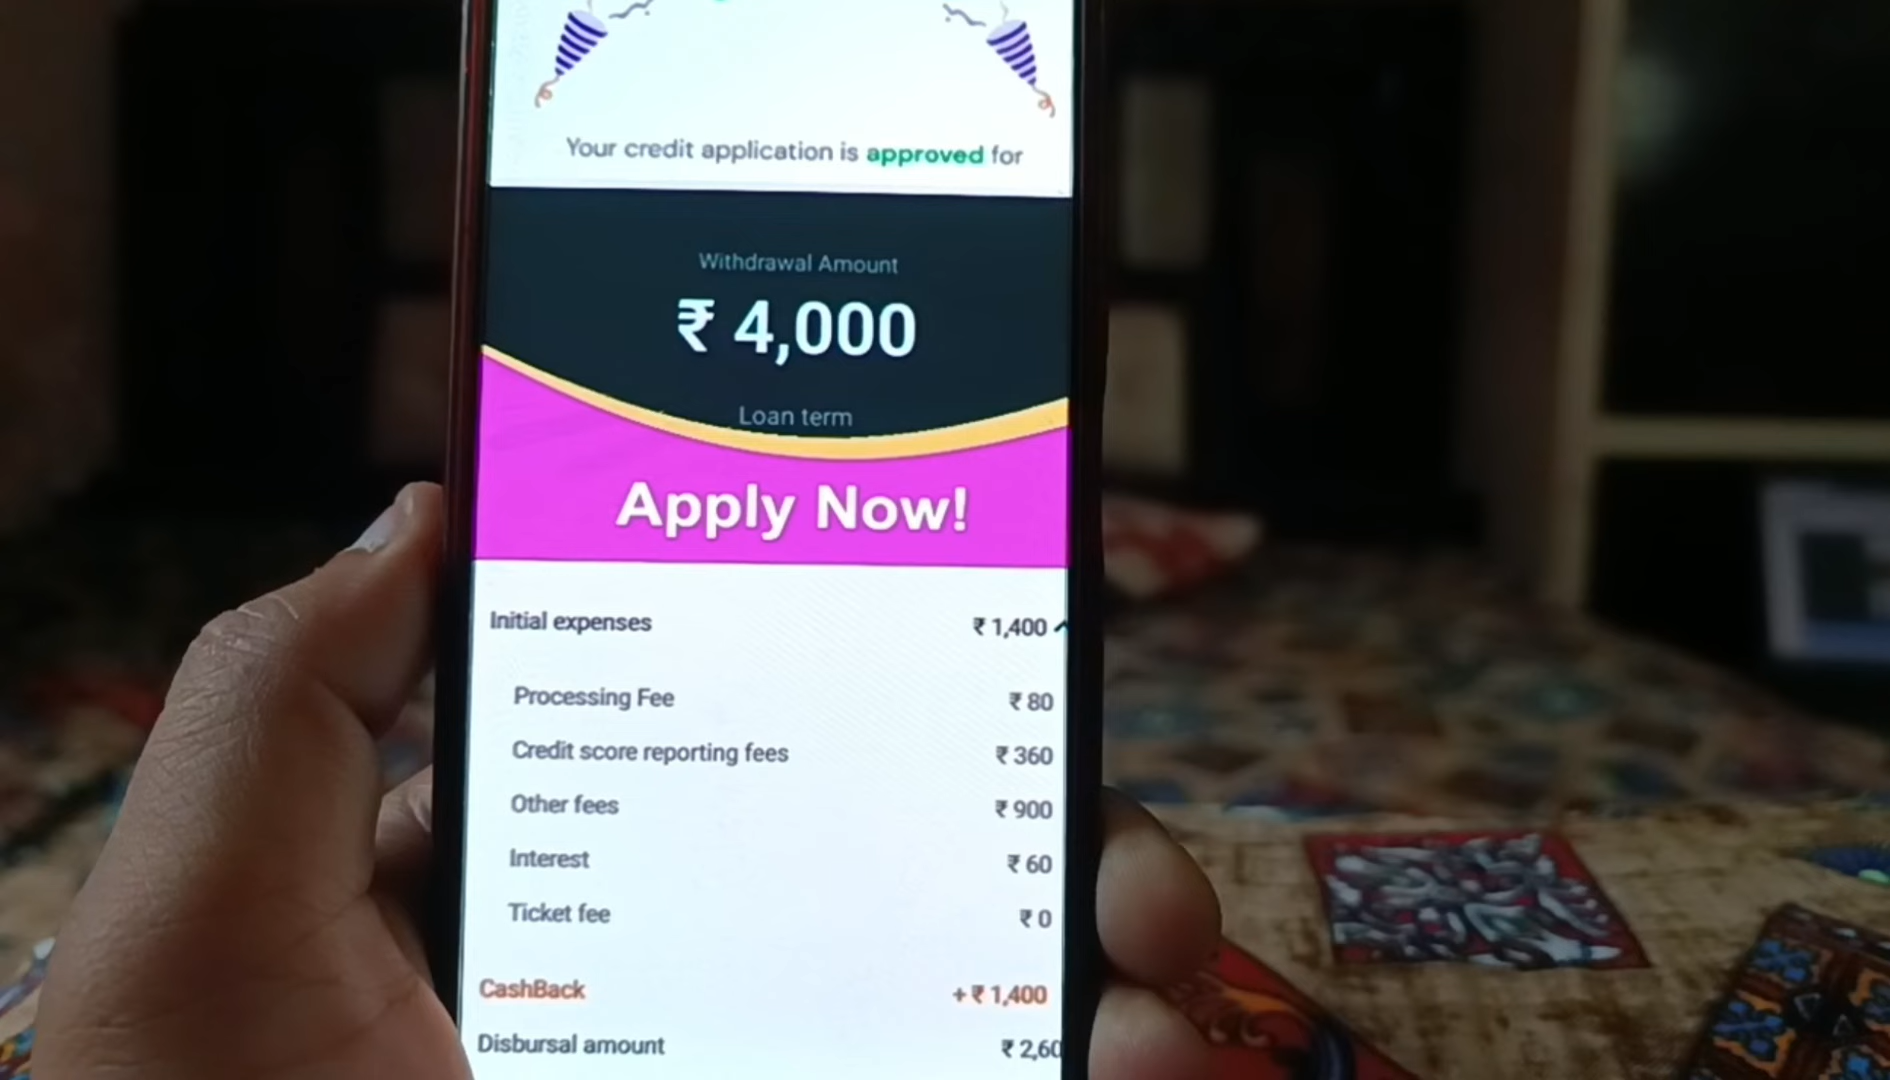 Your credit application is approved for
Withdrawal Amount
₹ 4,000
Loan term
Apply Now!
Initial expenses ₹ 1,400
Processing Fee ₹ 80
Credit score reporting fees ₹ 360
Other fees ₹ 900
Interest ₹ 60
Ticket fee ₹ 0
CashBack +₹ 1,400
Disbursal amount ₹ 2,60